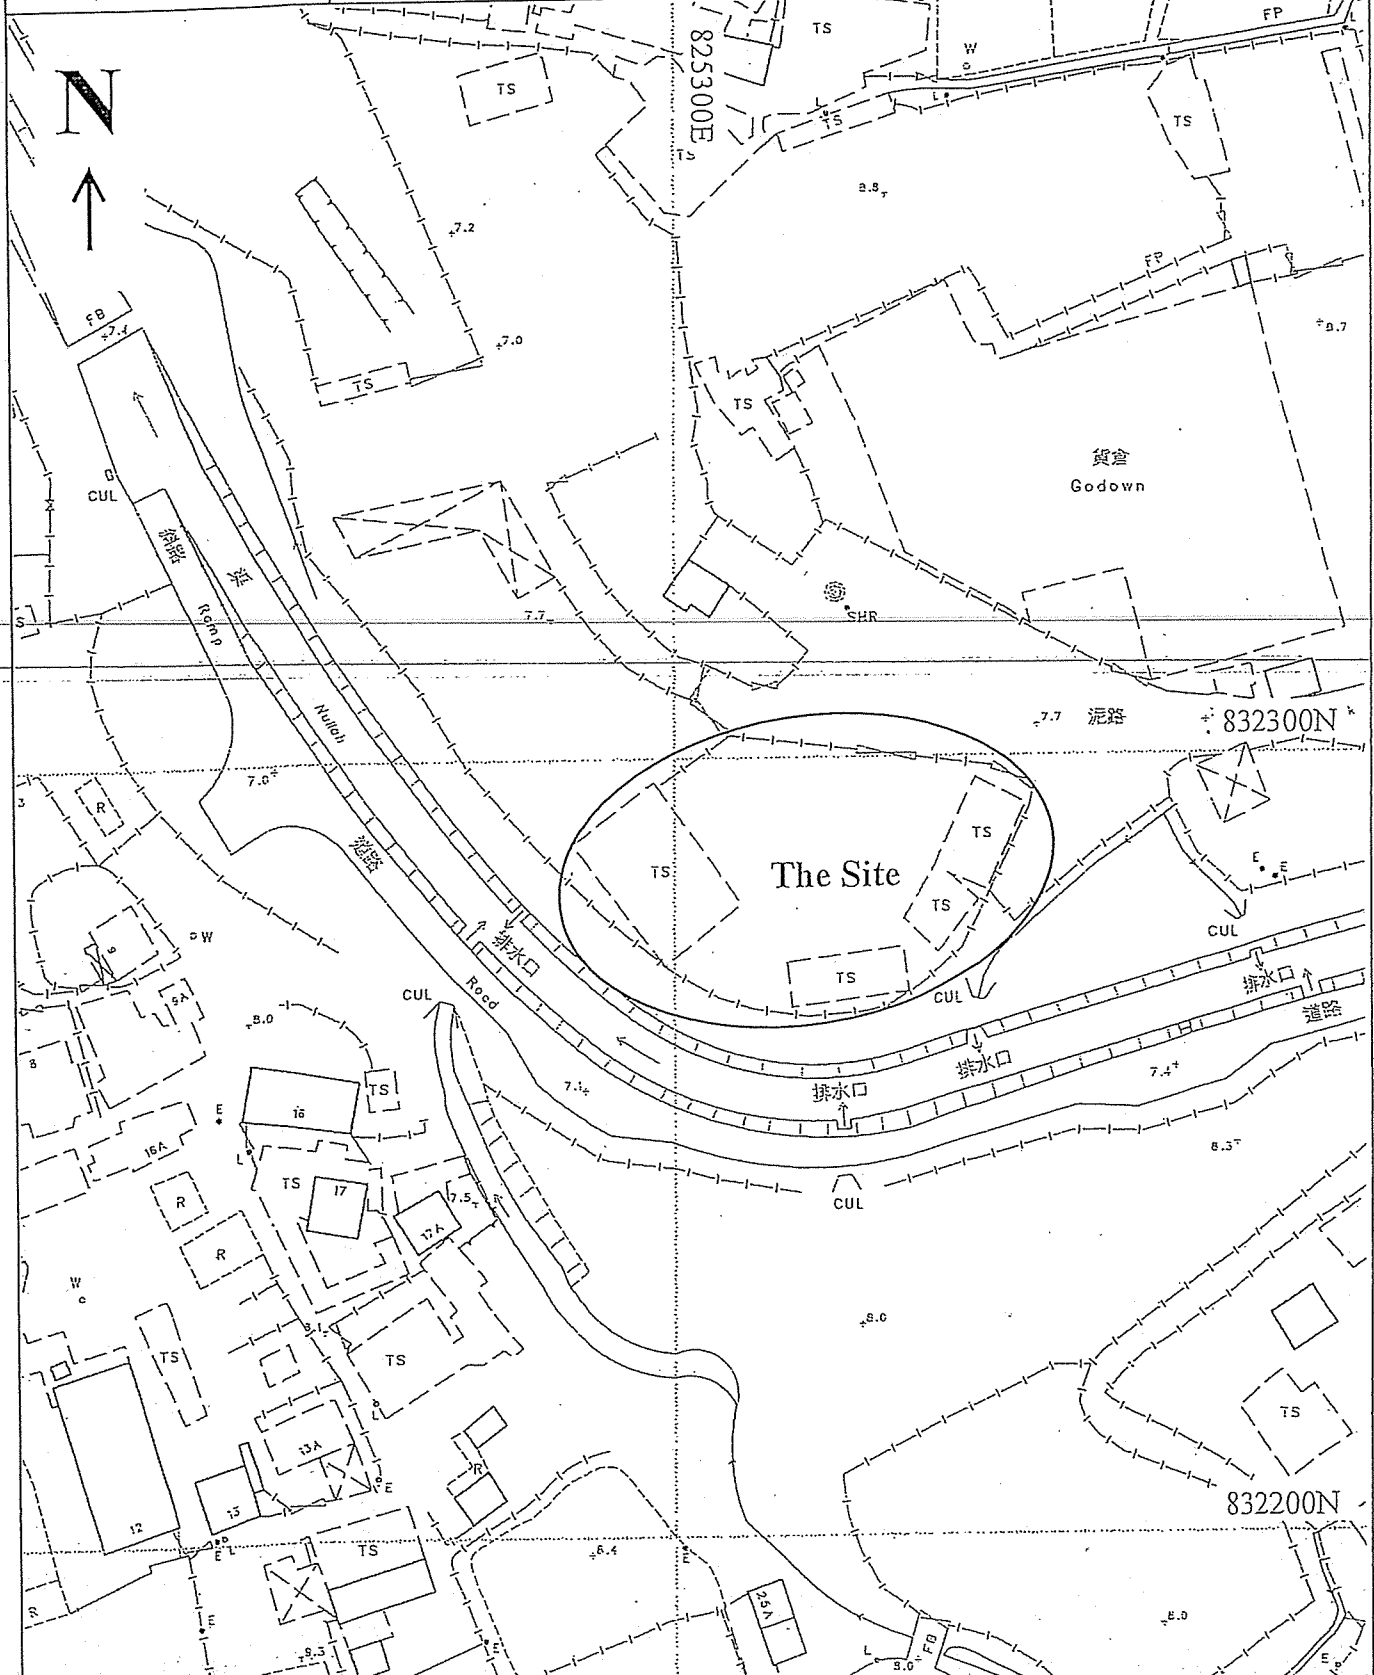 FP
TS
W
N
825300E
TS
L
L
TS
TS
TS
8.8
7.2
FP
FB
7.4
7.0
8.7
TS
TS
貨倉
Godown
CUL
斜路
Ramp
7.7
SHR
S
Nullah
7.7
泥路
832300N
7.0
3
R
TS
The Site
TS
TS
E
E
W
9
排水口
CUL
TS
CUL
排水口
道路
Road
CUL
9A
8.0
8
TS
7.1
排水口
排水口
7.4
E
16
16A
L
8.5
TS
17
7.5
17A
CUL
R
R
W
8.0
8.1
TS
TS
L
TS
13A
R
E
832200N
12
15
E
L
TS
8.4
E
R
25A
8.0
E
8.3
E
L
8.0
FB
E